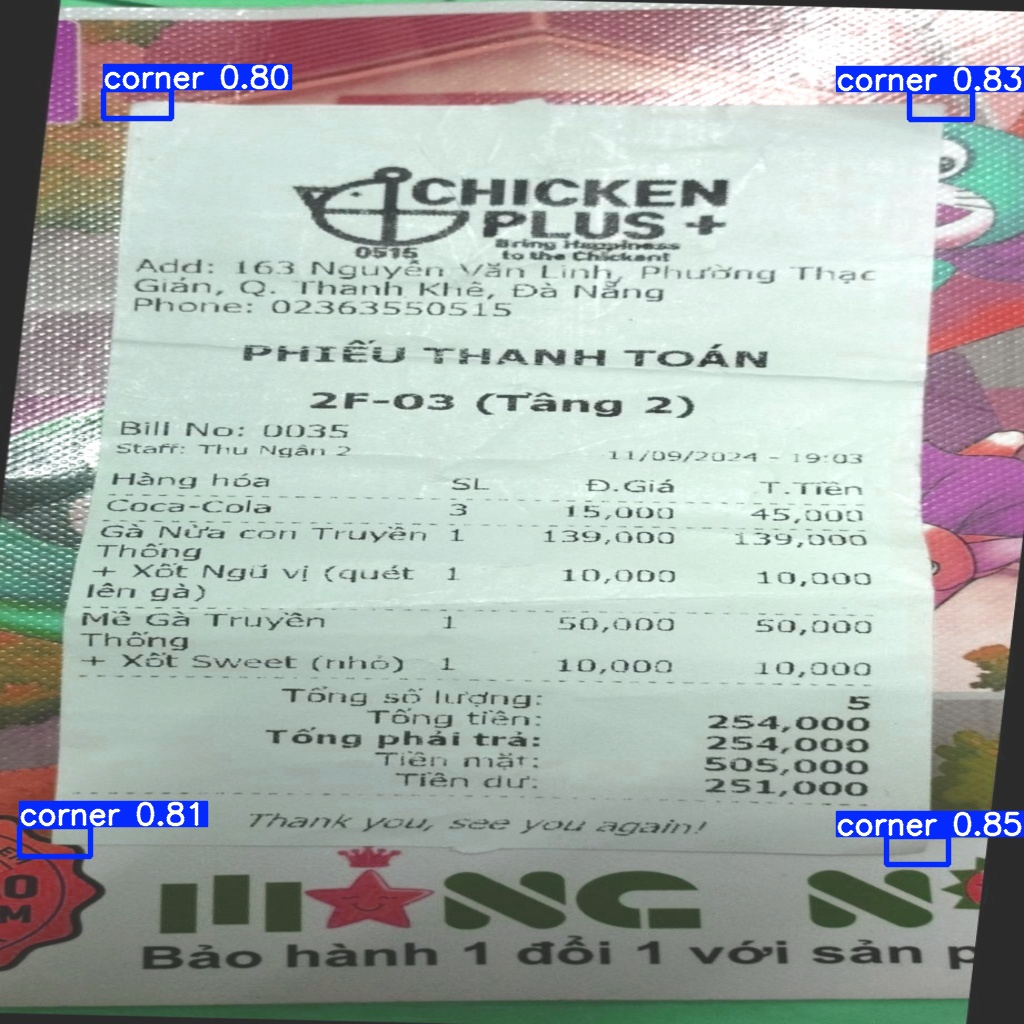 corner 0.80
corner 0.83
CHICKEN
PLUS +
Bring Happiness
to the Chickent
0515
Add: 163 Nguyễn Văn Linh, Phường Thạc
Gián, Q. Thanh Khê, Đà Nẵng
Phone: 02363550515
PHIẾU THANH TOÁN
2F-03 (Tầng 2)
Bill No: 0035
Staff: Thu Ngân 2 11/09/2024 - 19:03
Hàng hóa SL Đ.Giá T.Tiền
Coca-Cola 3 15,000 45,000
Gà Nửa con Truyền 1 139,000 139,000
Thống
+ Xốt Ngũ vị (quét 1 10,000 10,000
lên gà)
Mề Gà Truyền 1 50,000 50,000
Thống
+ Xốt Sweet (nhỏ) 1 10,000 10,000
Tổng số lượng: 5
Tổng tiền: 254,000
Tổng phải trả: 254,000
Tiền mặt: 505,000
Tiền dư: 251,000
Thank you, see you again!
corner 0.81
corner 0.85
Bảo hành 1 đổi 1 với sản p